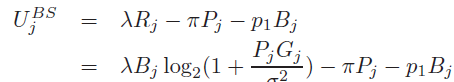 U_j^{BS} = λR_j − πP_j − p_1B_j
= λB_j log_2(1 + P_jG_j / σ^2) − πP_j − p_1B_j